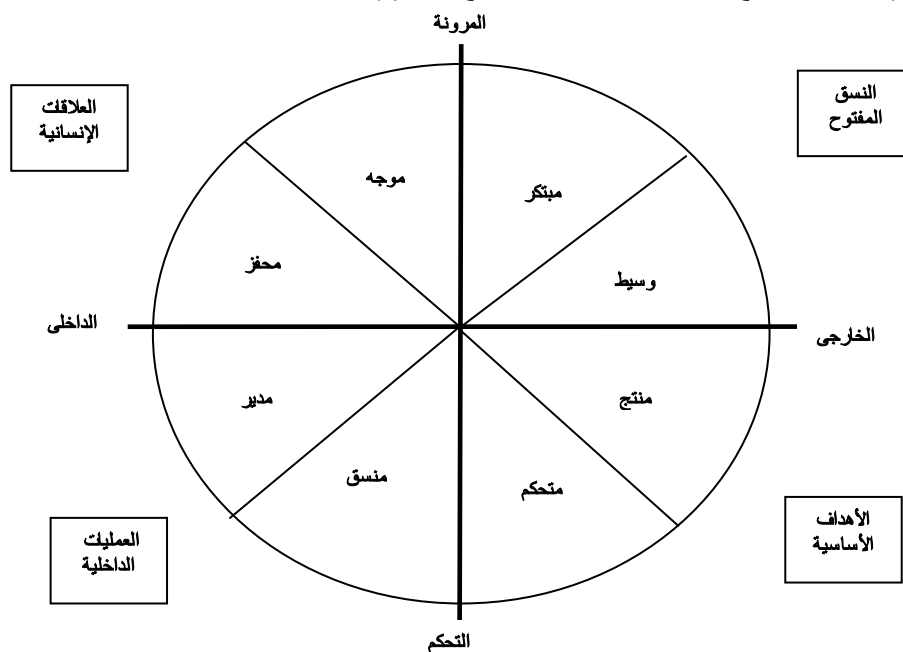 المرونة
النسق
المفتوح
العلاقات
الإنسانية
موجه
مبتكر
محفز
وسيط
الداخلى
الخارجى
مدير
منتج
منسق
متحكم
الأهداف
الأساسية
العمليات
الداخلية
التحكم